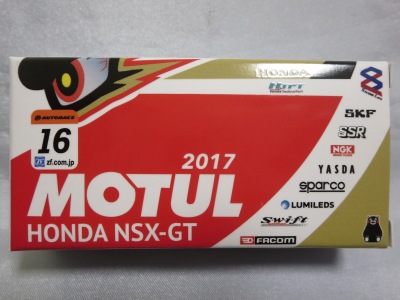 HONDA
SKF
AUTOBACS
16
zf.com.jp
SSR
NGK
2017
YASDA
MOTUL
sparco
LUMILEDS
HONDA NSX-GT
Swift
FACOM